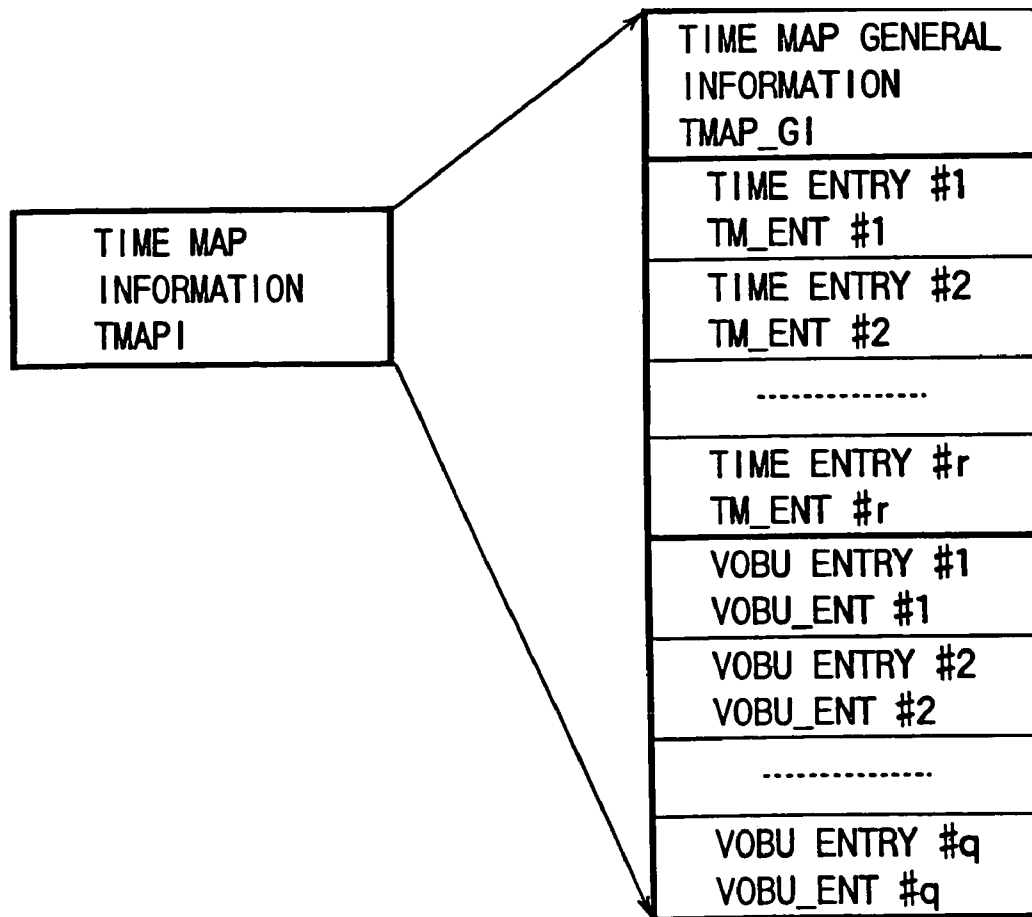 TIME MAP
INFORMATION
TMAPI
TIME MAP GENERAL
INFORMATION
TMAP_GI
TIME ENTRY #1
TM_ENT #1
TIME ENTRY #2
TM_ENT #2
TIME ENTRY #r
TM_ENT #r
VOBU ENTRY #1
VOBU_ENT #1
VOBU ENTRY #2
VOBU_ENT #2
VOBU ENTRY #q
VOBU_ENT #q